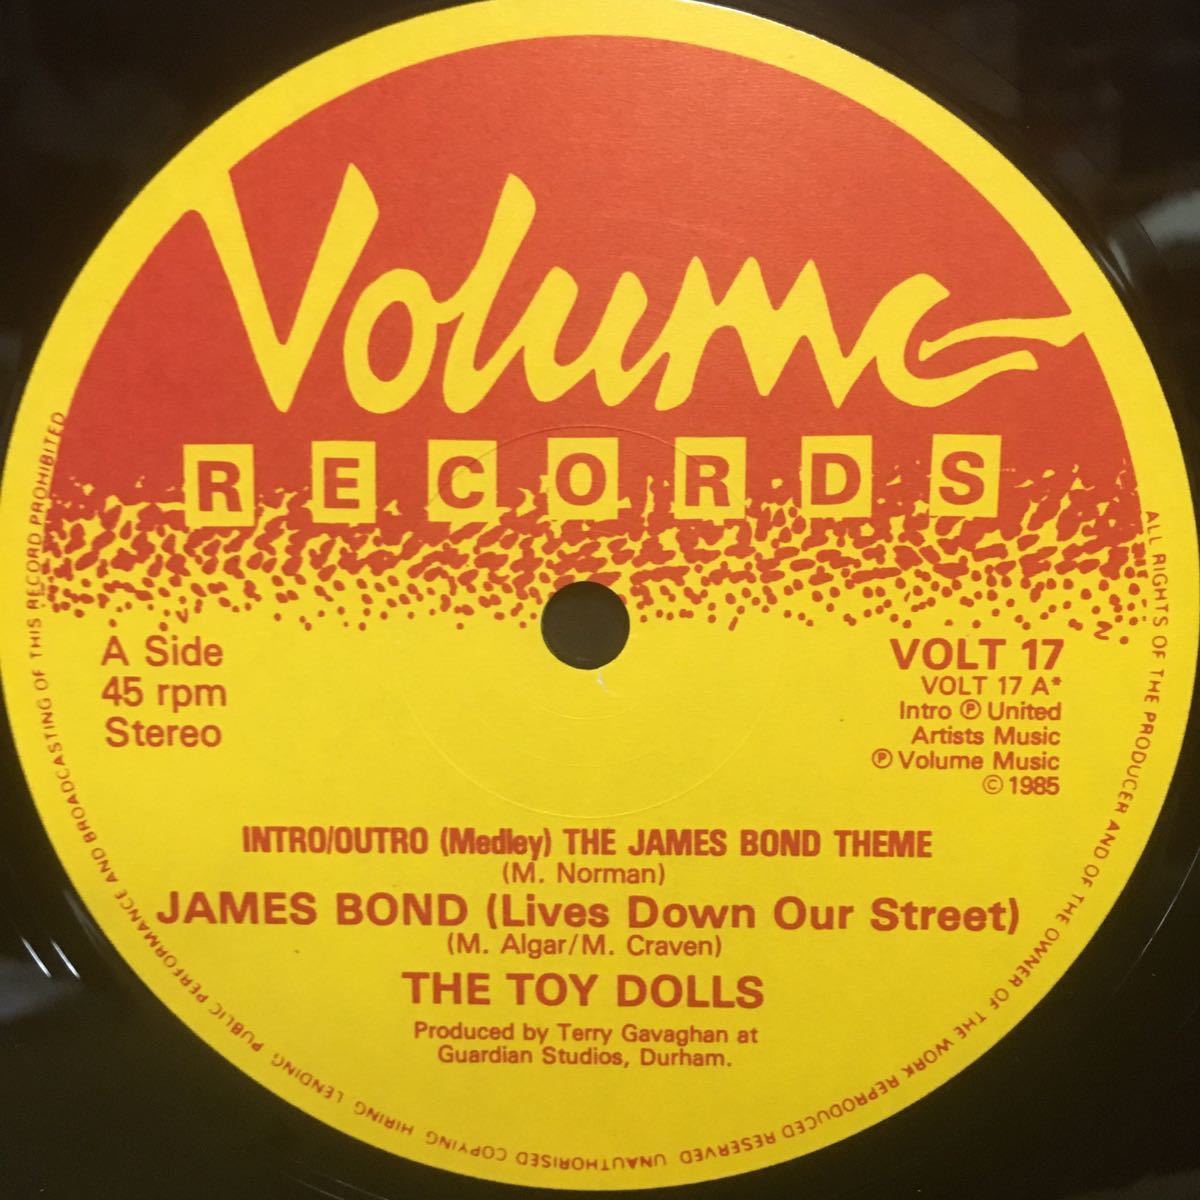 Volume
RECORDS
A Side
45 rpm
Stereo
VOLT 17
VOLT 17 A*
Intro ℗ United
Artists Music
℗ Volume Music
© 1985
INTRO/OUTRO (Medley) THE JAMES BOND THEME
(M. Norman)
JAMES BOND (Lives Down Our Street)
(M. Algar/M. Craven)
THE TOY DOLLS
Produced by Terry Gavaghan at
Guardian Studios, Durham.
ALL RIGHTS OF THE PRODUCER AND OF THE OWNER OF THE WORK REPRODUCED RESERVED UNAUTHORISED COPYING HIRING LENDING PUBLIC PERFORMANCE AND BROADCASTING OF THIS RECORD PROHIBITED